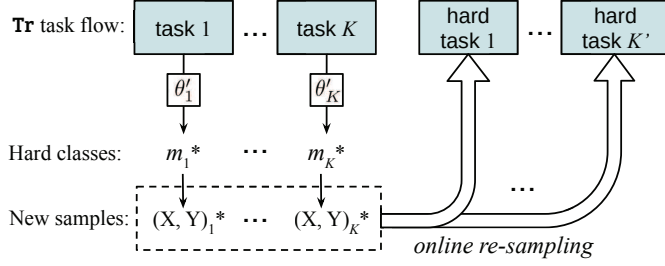 Tr task flow: task 1 ... task K hard task 1 ... hard task K'
θ′₁ θ′K
Hard classes: m₁* ... mK*
...
New samples: (X, Y)₁* ... (X, Y)K*
online re-sampling